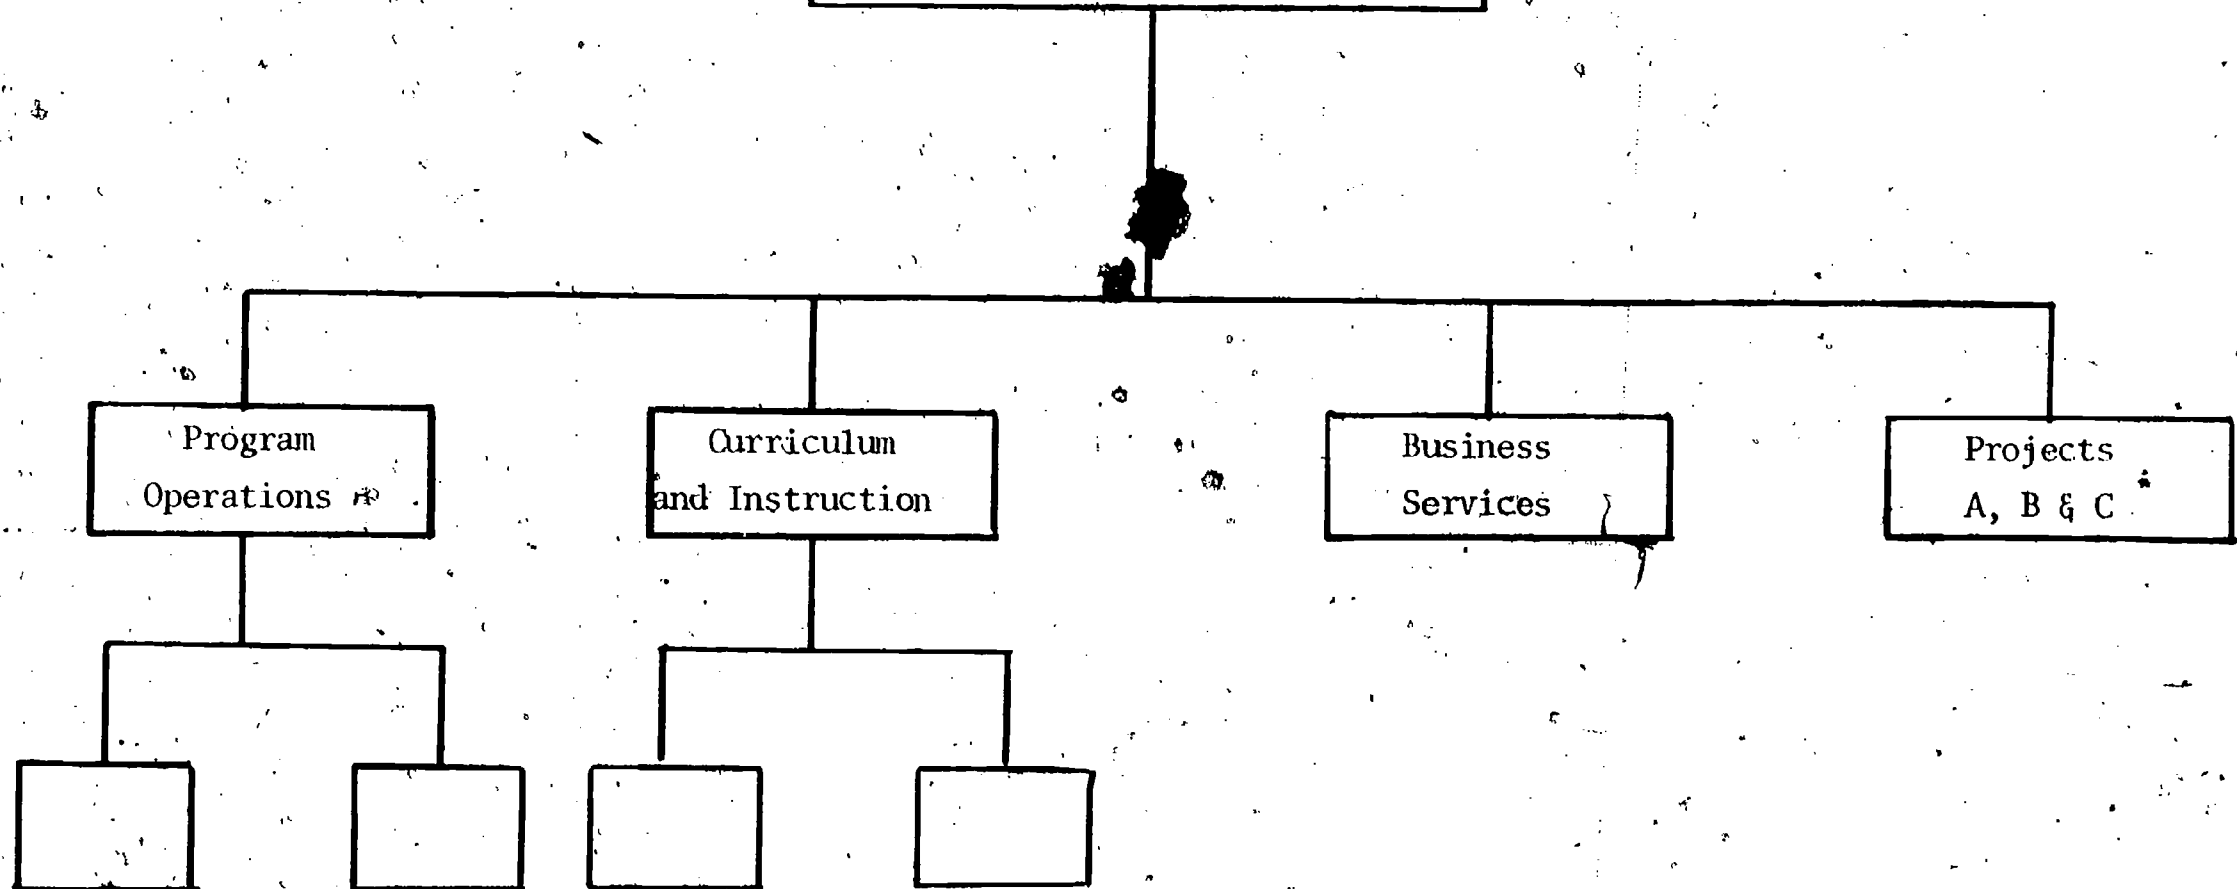 Program
Operations
Curriculum
and Instruction
Business
Services
Projects
A, B & C